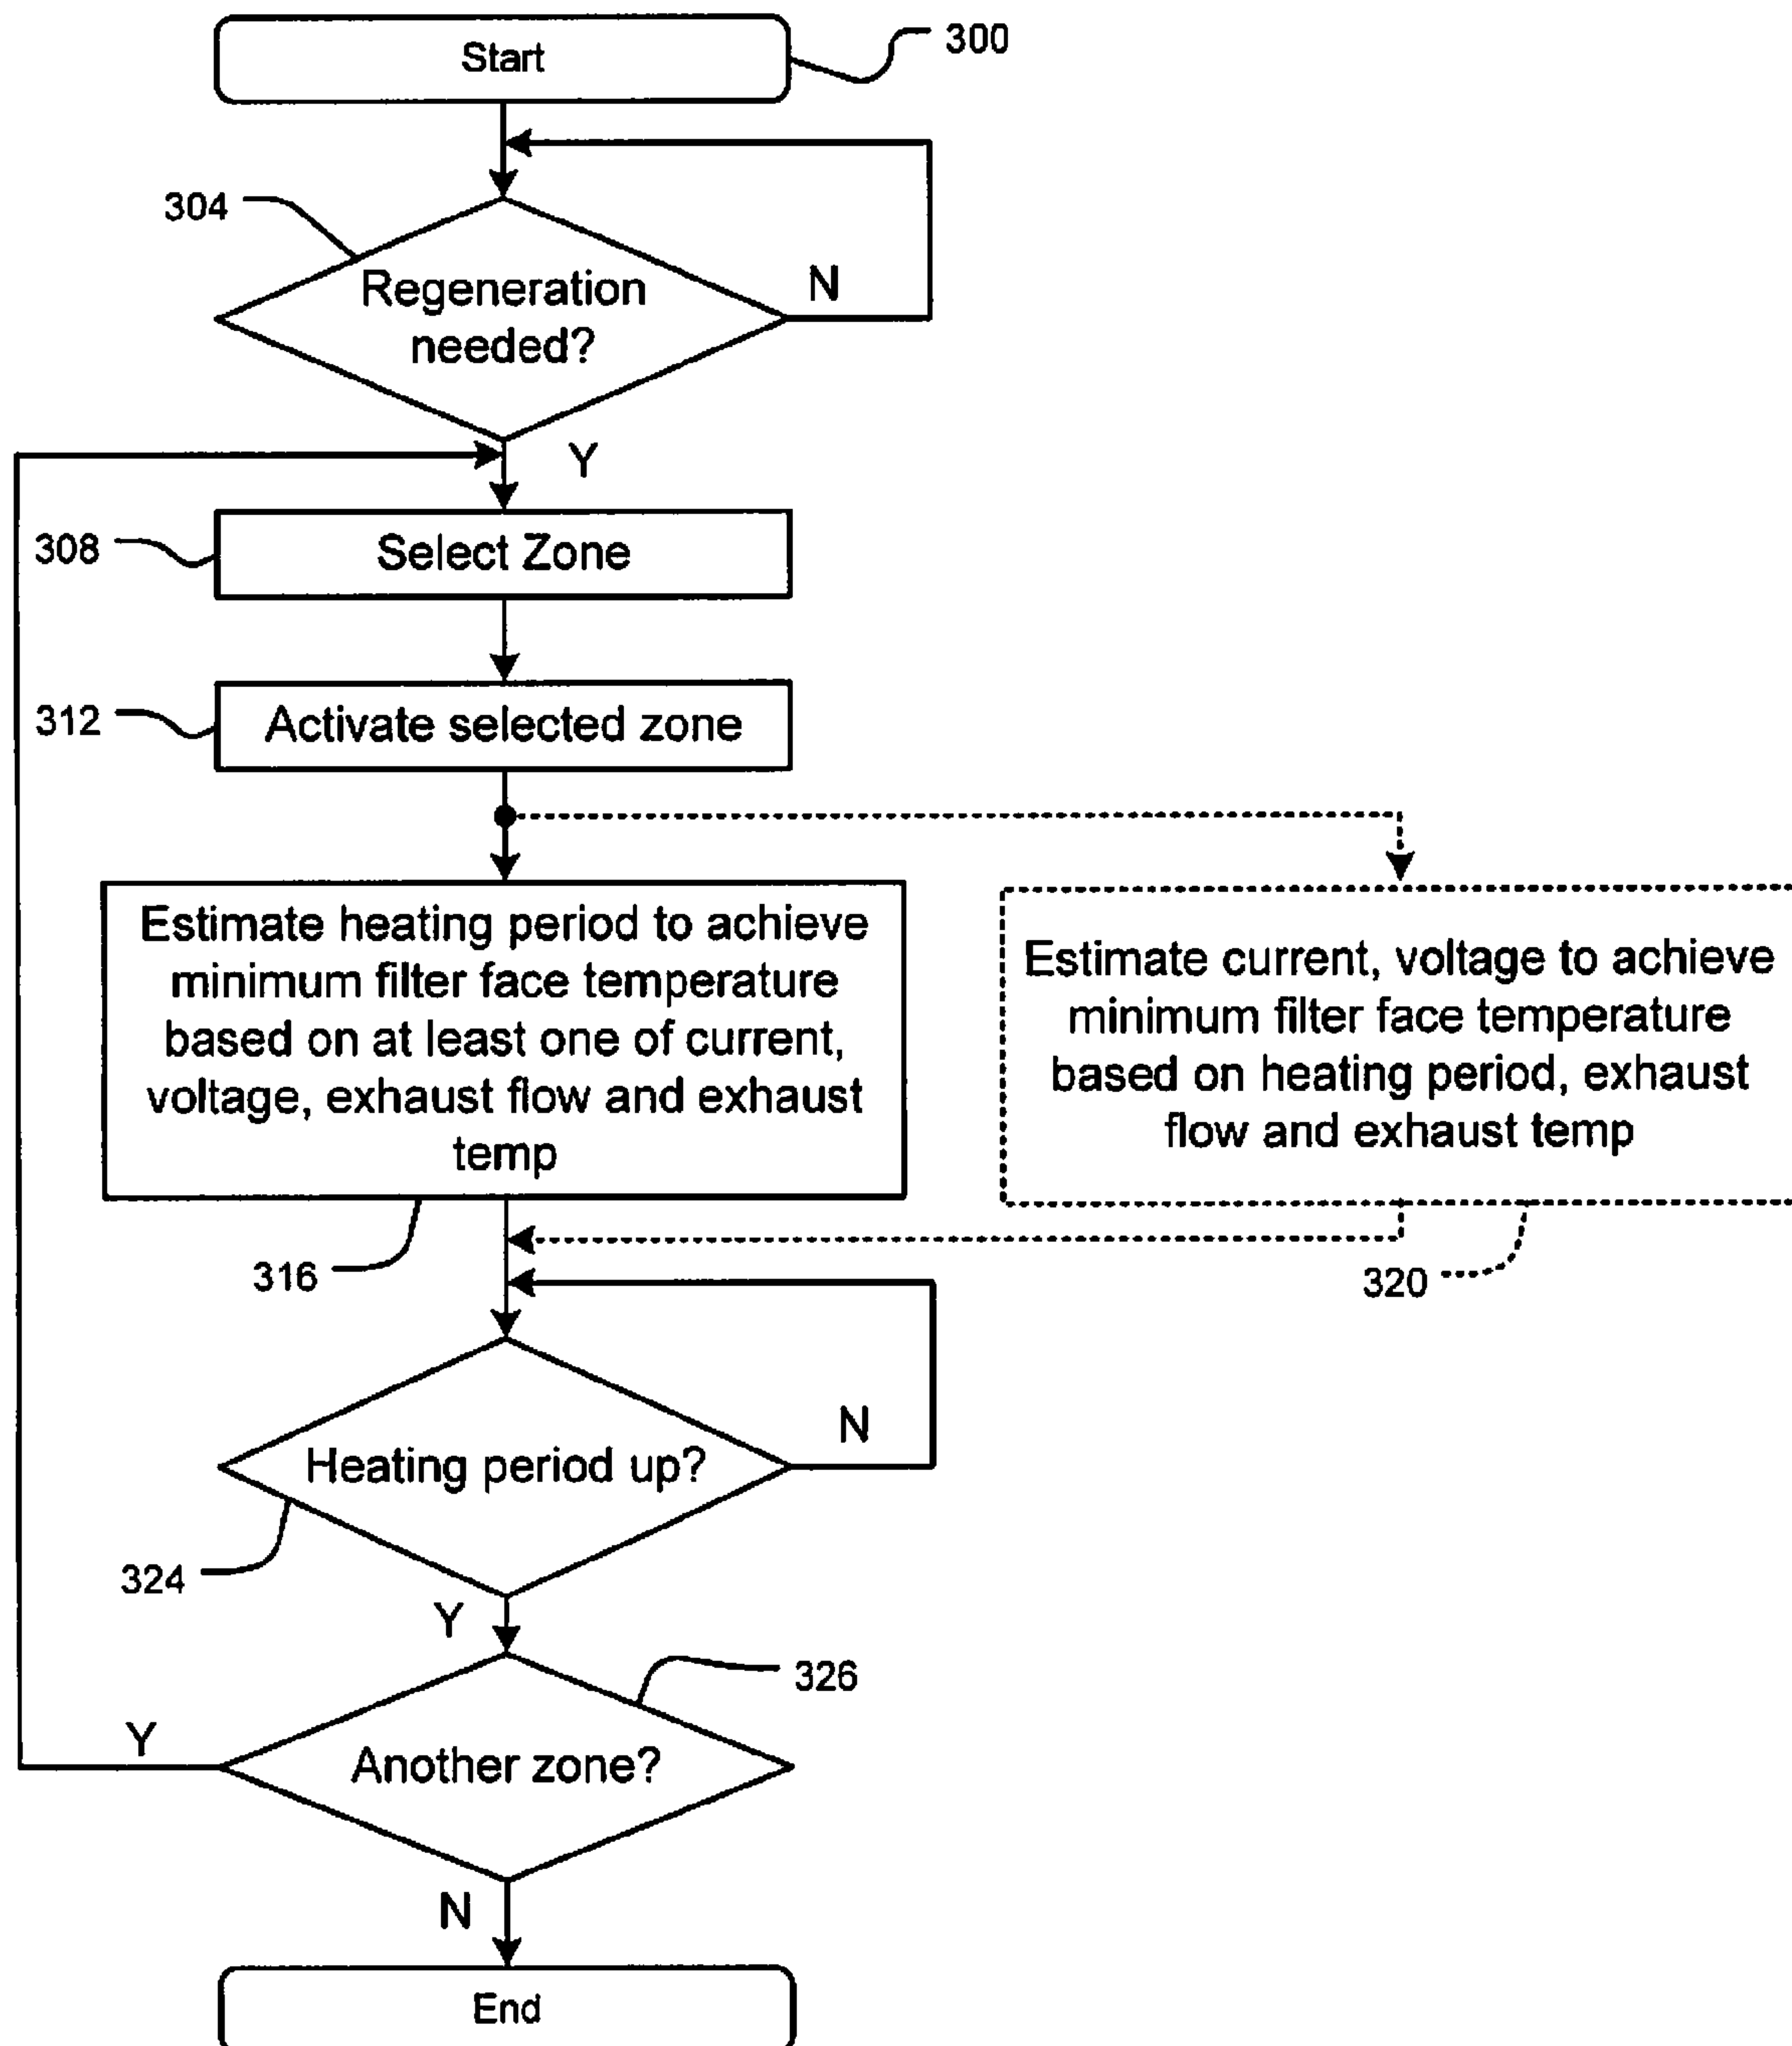 Start
300
304
Regeneration
needed?
N
Y
308
Select Zone
312
Activate selected zone
Estimate heating period to achieve
minimum filter face temperature
based on at least one of current,
voltage, exhaust flow and exhaust
temp
Estimate current, voltage to achieve
minimum filter face temperature
based on heating period, exhaust
flow and exhaust temp
316
320
Heating period up?
N
324
Y
326
Another zone?
Y
N
End